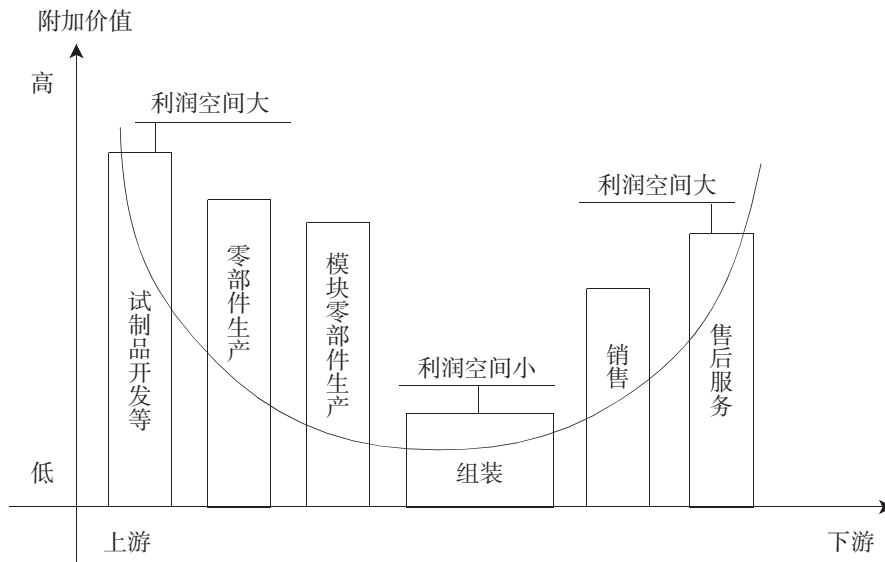 附加价值
高
利润空间大
利润空间大
零部件生产
模块零部件生产
试制品开发等
利润空间小
销售
售后服务
低
组装
上游
下游